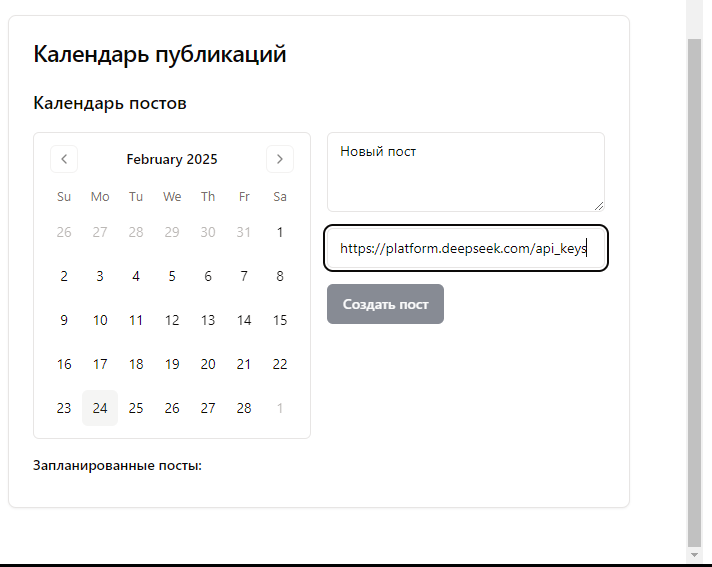 Календарь публикаций
Календарь постов
February 2025
Su Mo Tu We Th Fr Sa
26 27 28 29 30 31 1
2 3 4 5 6 7 8
9 10 11 12 13 14 15
16 17 18 19 20 21 22
23 24 25 26 27 28 1
Новый пост
https://platform.deepseek.com/api_keys
Создать пост
Запланированные посты: